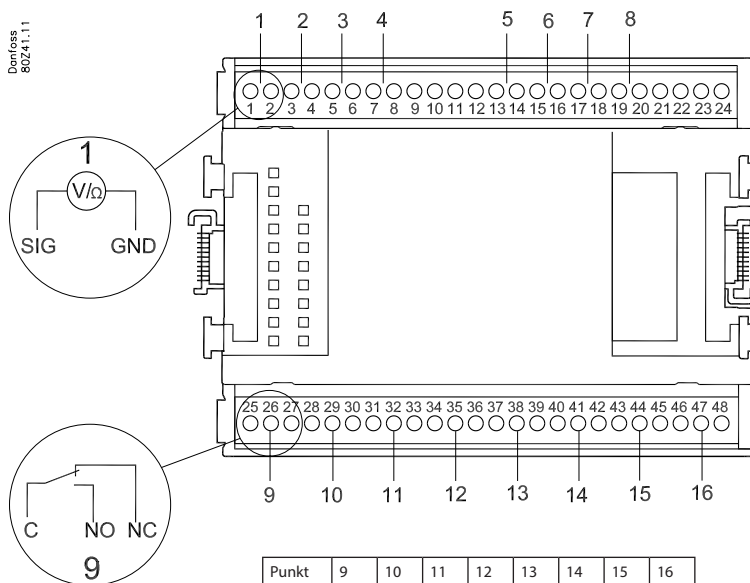 Danfoss
80Z41.11
1 2 3 4 5 6 7 8
1 2 3 4 5 6 7 8 9 10 11 12 13 14 15 16 17 18 19 20 21 22 23 24
1
V/Ω
SIG GND
25 26 27 28 29 30 31 32 33 34 35 36 37 38 39 40 41 42 43 44 45 46 47 48
9 10 11 12 13 14 15 16
C NO NC
9
Punkt 9 10 11 12 13 14 15 16